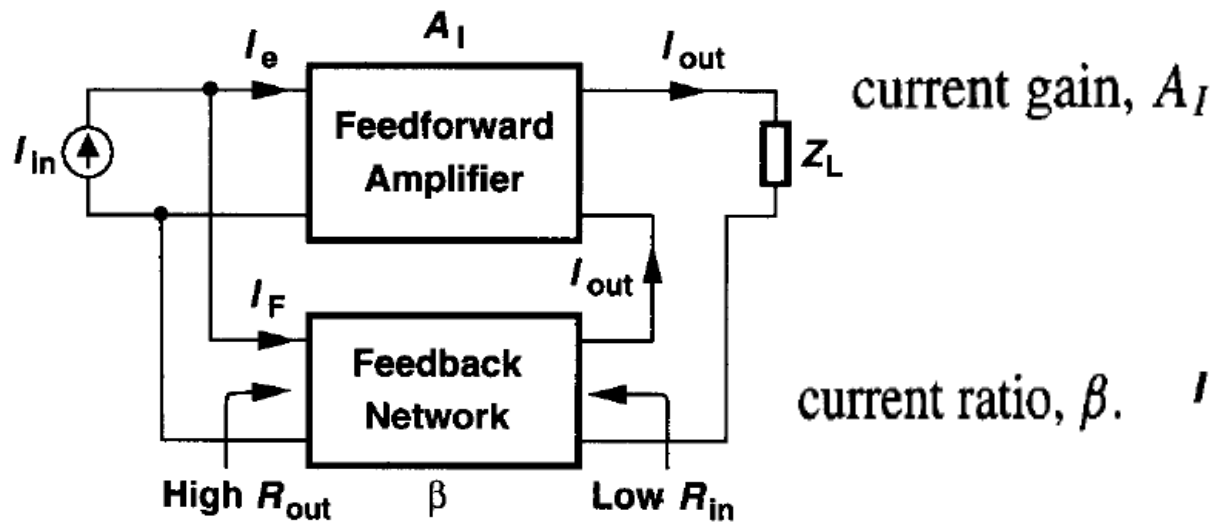 A_I
I_e
I_out
current gain, A_I
Feedforward
Amplifier
I_in
Z_L
I_out
I_F
Feedback
Network
current ratio, β. I
High R_out
β
Low R_in